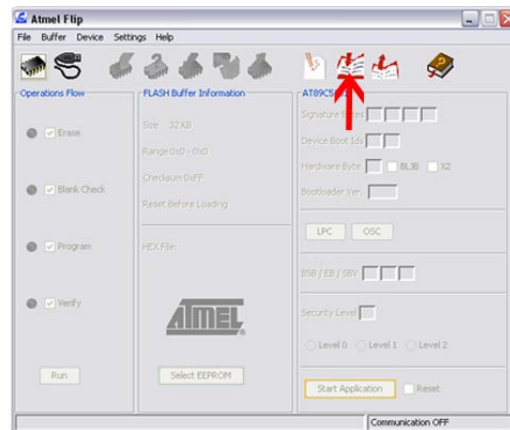 Atmel Flip
File Buffer Device Settings Help
Operations Flow
Erase
Blank Check
Program
Verify
Run
FLASH Buffer Information
Size 32 KB
Range 0x0 - 0x0
Checksum 0xFF
Reset Before Loading
HEX File:
ATMEL
Select EEPROM
Signature Bytes
Device Boot Ids
Hardware Byte BLJB X2
Bootloader Ver.
LPC OSC
BSB / EB / SBV
Security Level
Level 0 Level 1 Level 2
Start Application Reset
Communication OFF